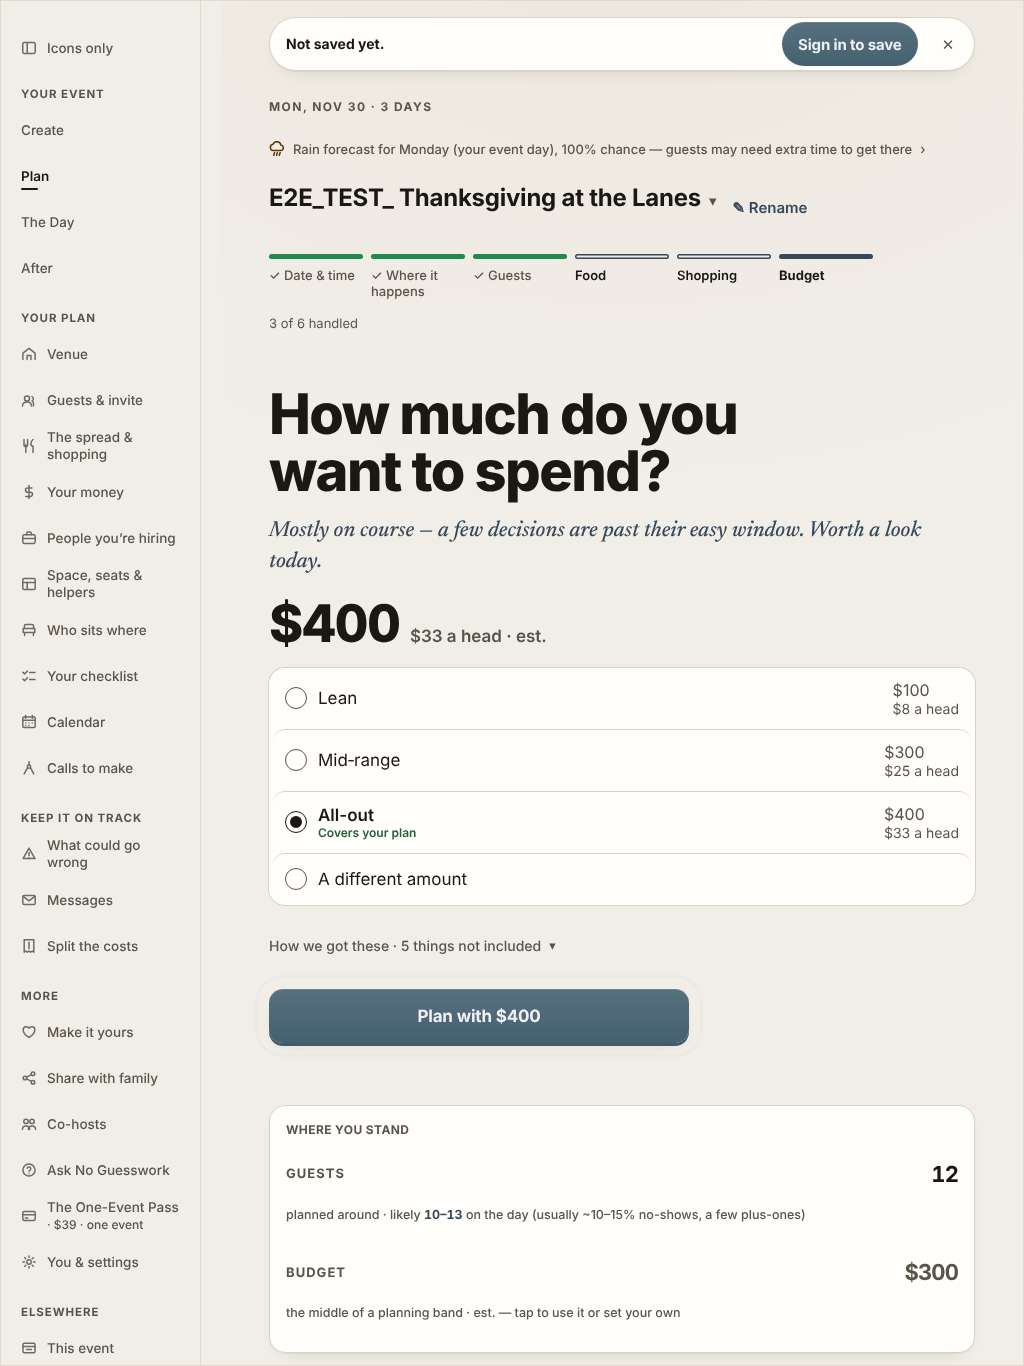 Icons only
YOUR EVENT
Create
Plan
The Day
After
YOUR PLAN
Venue
Guests & invite
The spread &
shopping
Your money
People you're hiring
Space, seats &
helpers
Who sits where
Your checklist
Calendar
Calls to make
KEEP IT ON TRACK
What could go
wrong
Messages
Split the costs
MORE
Make it yours
Share with family
Co-hosts
Ask No Guesswork
The One-Event Pass
· $39 · one event
You & settings
ELSEWHERE
This event
Not saved yet.
Sign in to save ×
MON, NOV 30 · 3 DAYS
Rain forecast for Monday (your event day), 100% chance — guests may need extra time to get there ›
E2E_TEST_ Thanksgiving at the Lanes ▾ ✎ Rename
✓ Date & time
✓ Where it
happens
✓ Guests
Food
Shopping
Budget
3 of 6 handled
How much do you
want to spend?
Mostly on course – a few decisions are past their easy window. Worth a look
today.
$400 $33 a head · est.
Lean
$100
$8 a head
Mid-range
$300
$25 a head
All-out
Covers your plan
$400
$33 a head
A different amount
How we got these · 5 things not included ▾
Plan with $400
WHERE YOU STAND
GUESTS 12
planned around · likely 10–13 on the day (usually ~10–15% no-shows, a few plus-ones)
BUDGET $300
the middle of a planning band · est. — tap to use it or set your own